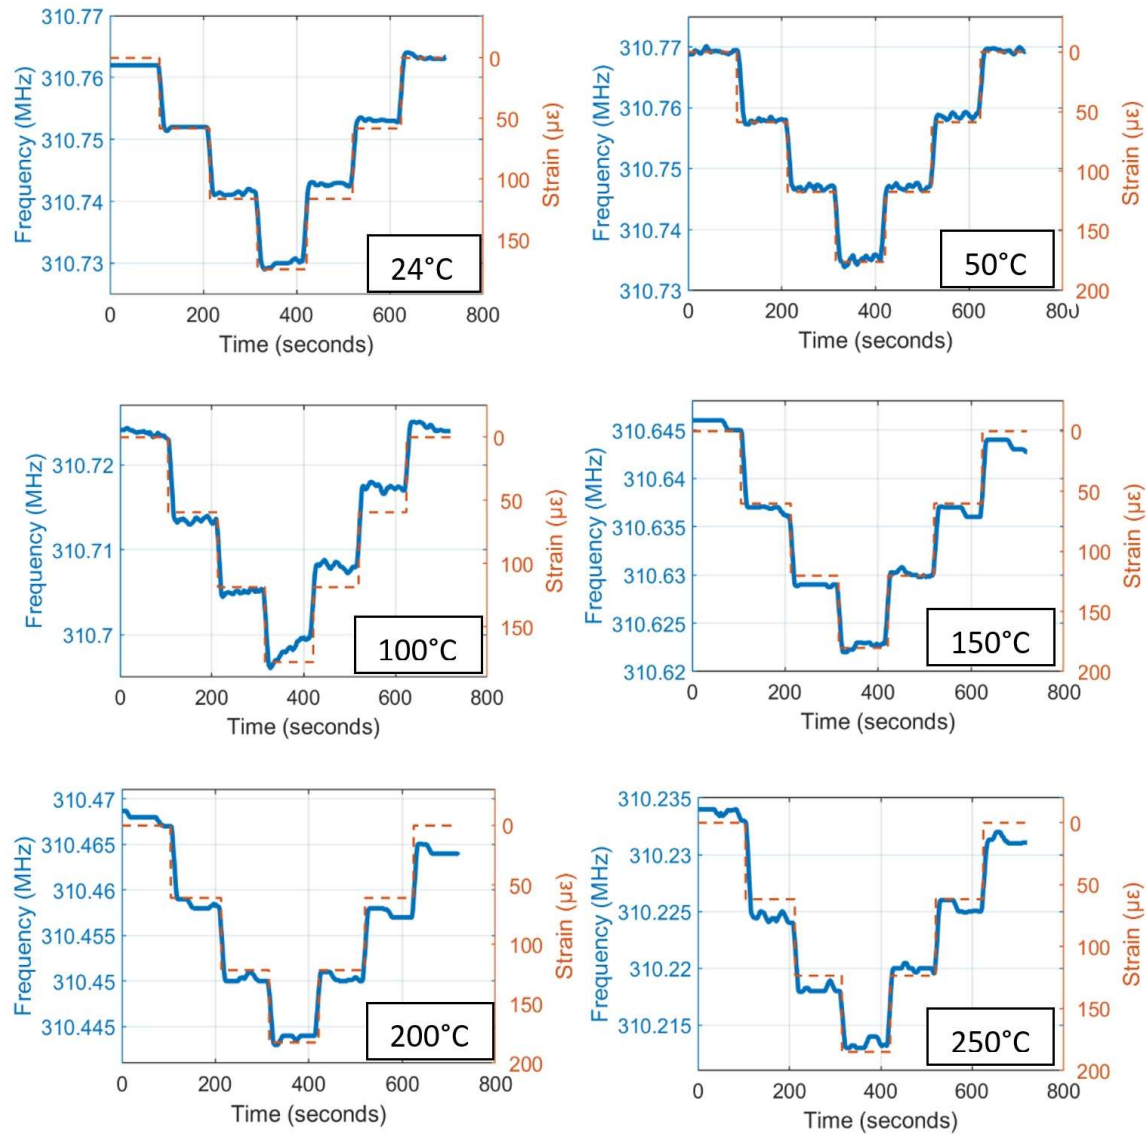 310.77
310.76
310.75
310.74
310.73
Frequency (MHz)
0
50
100
150
Strain (με)
24°C
0 200 400 600 800
Time (seconds)
310.77
310.76
310.75
310.74
310.73
Frequency (MHz)
0
50
100
150
200
Strain (με)
50°C
0 200 400 600 800
Time (seconds)
310.72
310.71
310.7
Frequency (MHz)
0
50
100
150
Strain (με)
100°C
0 200 400 600 800
Time (seconds)
310.645
310.64
310.635
310.63
310.625
310.62
Frequency (MHz)
0
50
100
150
200
Strain (με)
150°C
0 200 400 600 800
Time (seconds)
310.47
310.465
310.46
310.455
310.45
310.445
Frequency (MHz)
0
50
100
150
200
Strain (με)
200°C
0 200 400 600 800
Time (seconds)
310.235
310.23
310.225
310.22
310.215
Frequency (MHz)
0
50
100
150
200
Strain (με)
250°C
0 200 400 600 800
Time (seconds)